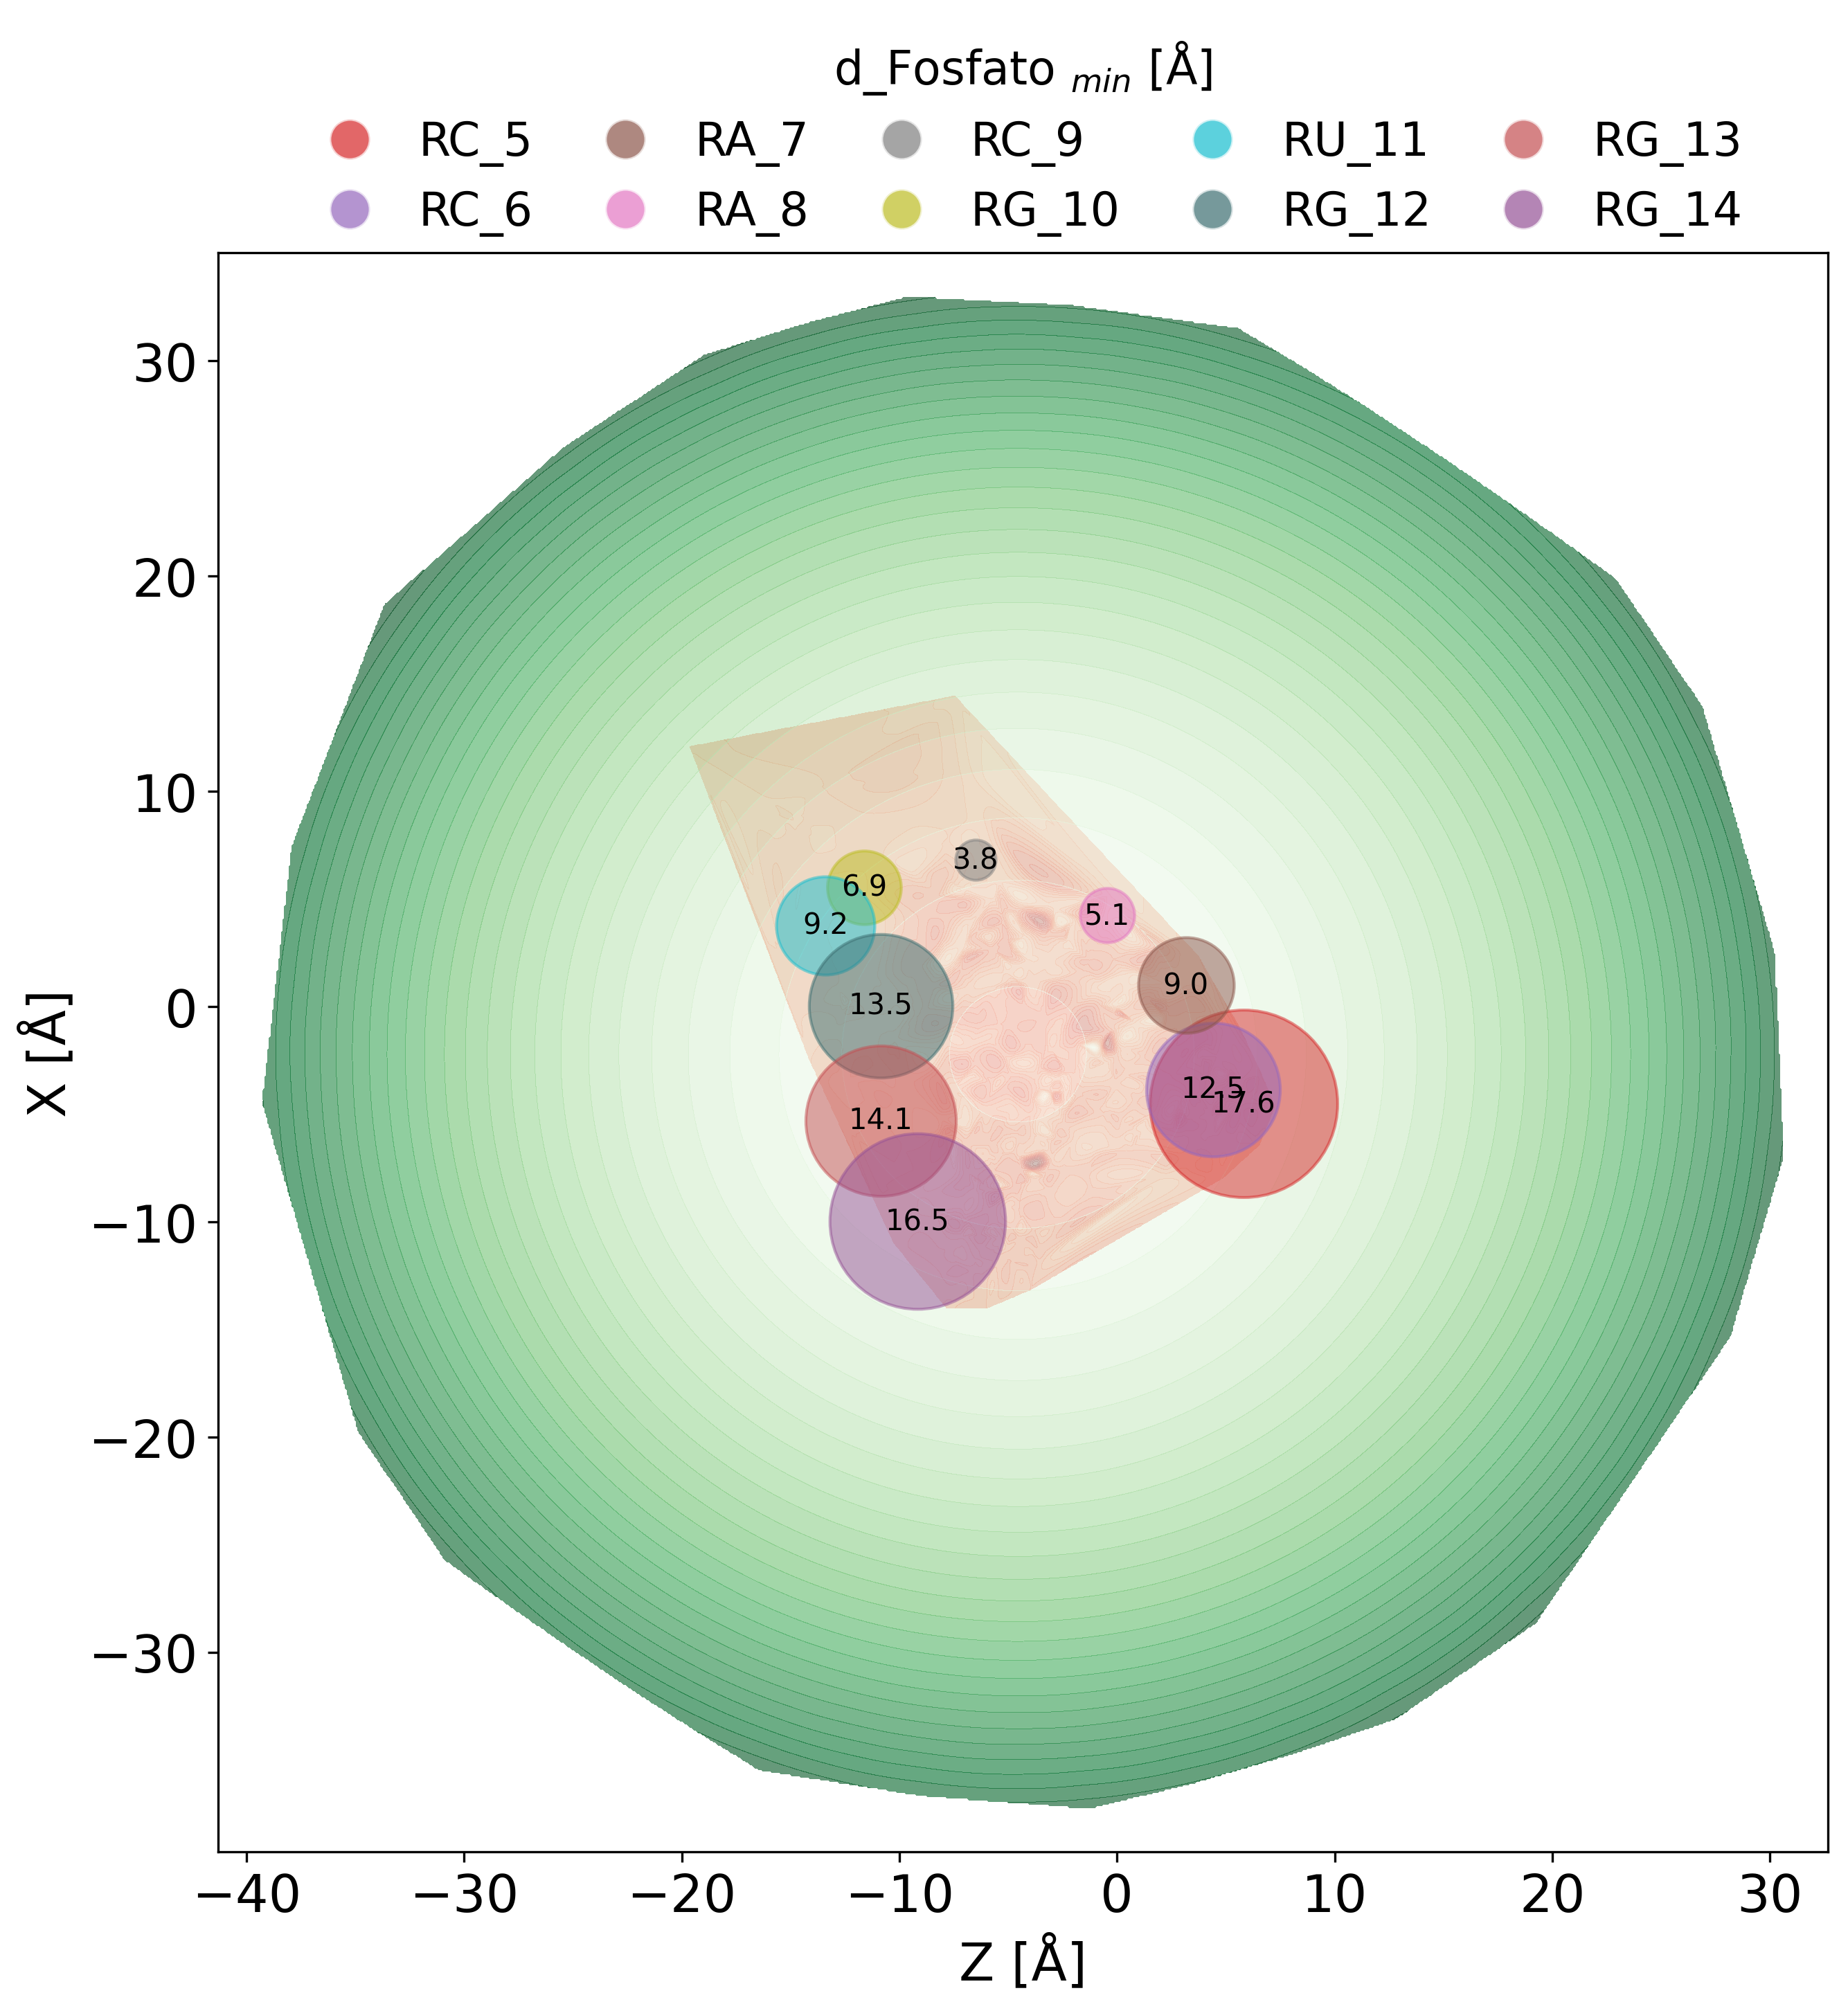 d_Fosfato min [Å]
RC_5 RA_7 RC_9 RU_11 RG_13
RC_6 RA_8 RG_10 RG_12 RG_14
30
20
10
0
−10
−20
−30
X [Å]
3.8
6.9
5.1
9.2
9.0
13.5
12.5
17.6
14.1
16.5
−40 −30 −20 −10 0 10 20 30
Z [Å]